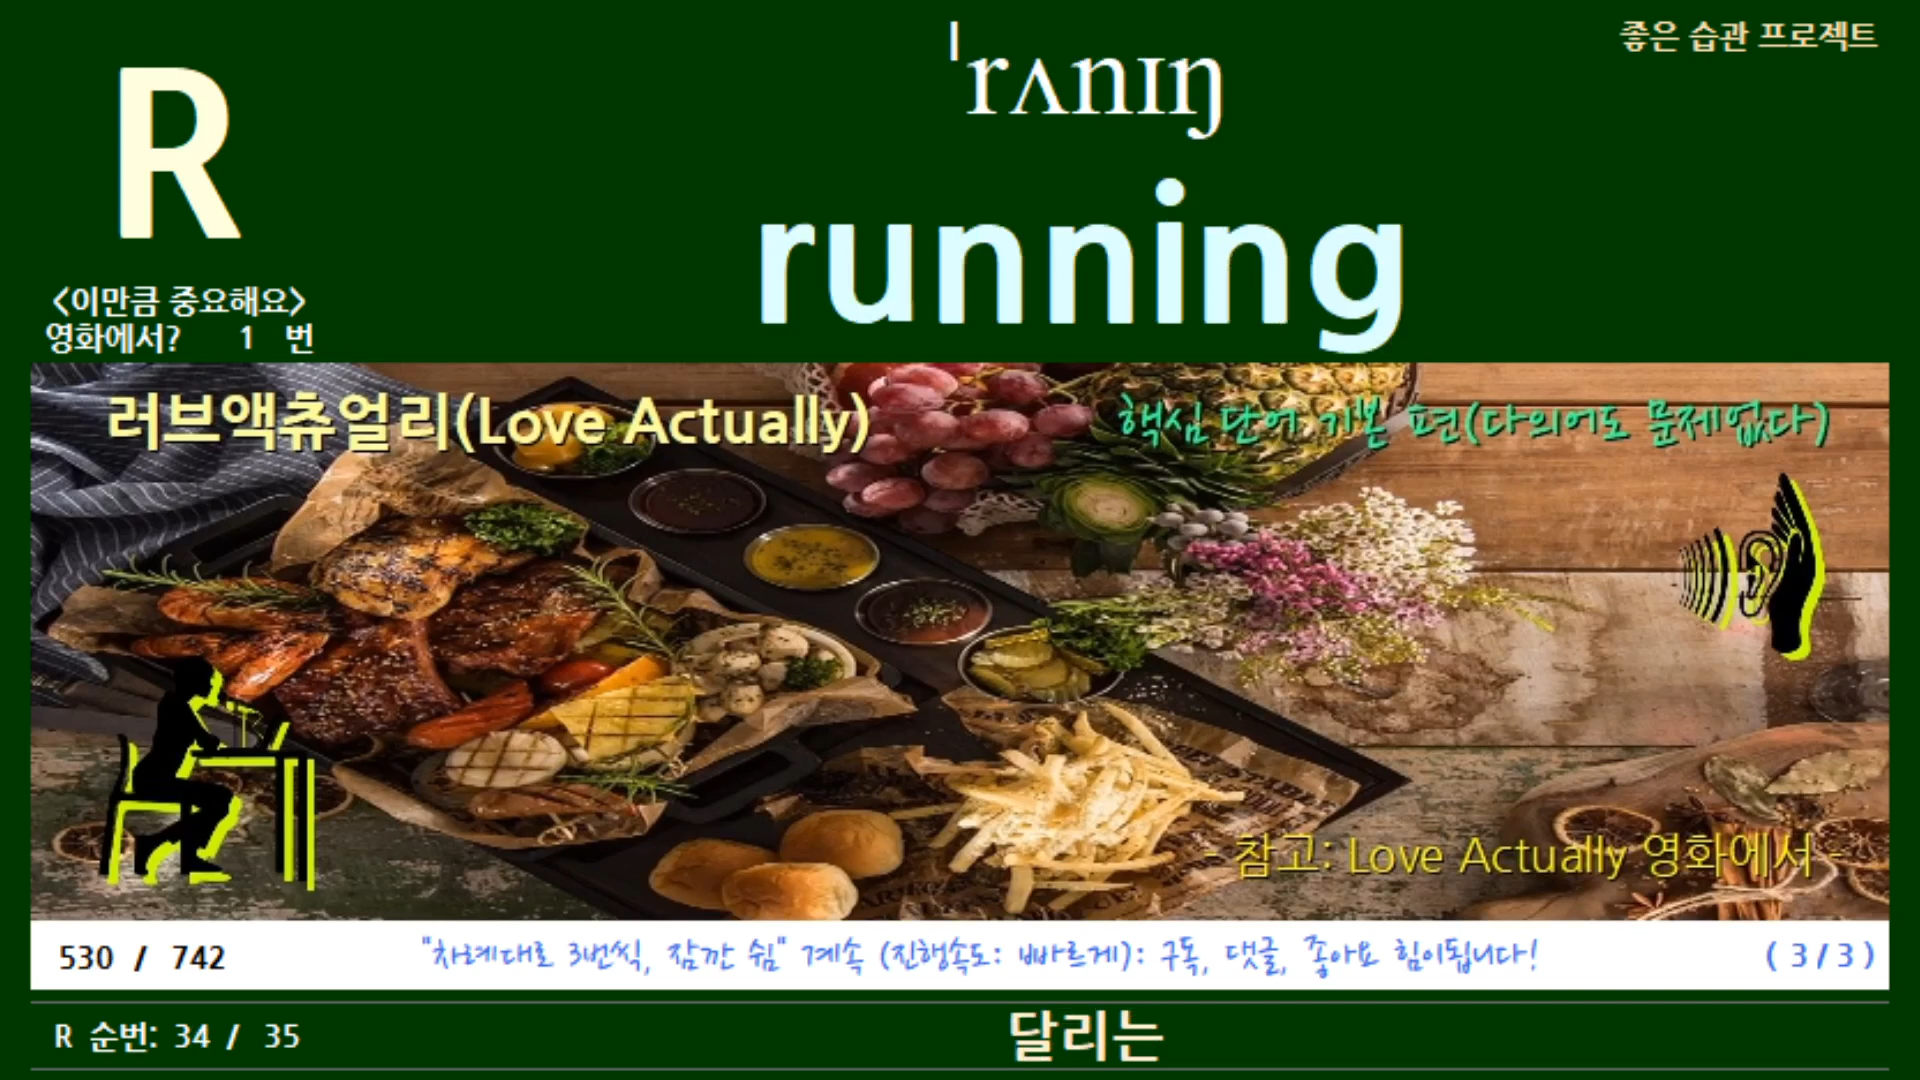 좋은 습관 프로젝트
R
ˈrʌnɪŋ
running
<이만큼 중요해요>
영화에서? 1 번
러브액츄얼리(Love Actually)
핵심 단어 기본 편(다의어도 문제없다)
- 참고: Love Actually 영화에서 -
530 / 742
"차례대로 3번씩, 잠깐 쉼" 계속 (진행속도: 빠르게): 구독, 댓글, 좋아요 힘이됩니다!
( 3 / 3 )
R 순번: 34 / 35
달리는